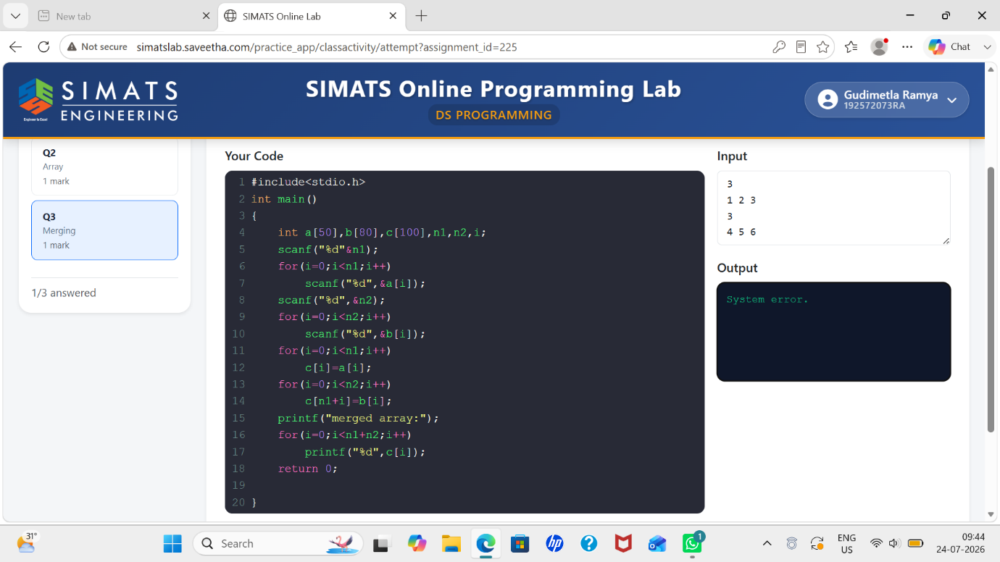 New tab
SIMATS Online Lab
Not secure simatslab.saveetha.com/practice_app/classactivity/attempt?assignment_id=225
Chat
SIMATS
ENGINEERING
Engineer to Excel
SIMATS Online Programming Lab
DS PROGRAMMING
Gudimetla Ramya
192572073RA
Q2
Array
1 mark
Q3
Merging
1 mark
1/3 answered
Your Code
1 #include<stdio.h>
2 int main()
3 {
4 int a[50],b[80],c[100],n1,n2,i;
5 scanf("%d"&n1);
6 for(i=0;i<n1;i++)
7 scanf("%d",&a[i]);
8 scanf("%d",&n2);
9 for(i=0;i<n2;i++)
10 scanf("%d",&b[i]);
11 for(i=0;i<n1;i++)
12 c[i]=a[i];
13 for(i=0;i<n2;i++)
14 c[n1+i]=b[i];
15 printf("merged array:");
16 for(i=0;i<n1+n2;i++)
17 printf("%d",c[i]);
18 return 0;
19
20 }
Input
3
1 2 3
3
4 5 6
Output
System error.
31°
Search
hp
1
ENG
US
09:44
24-07-2026